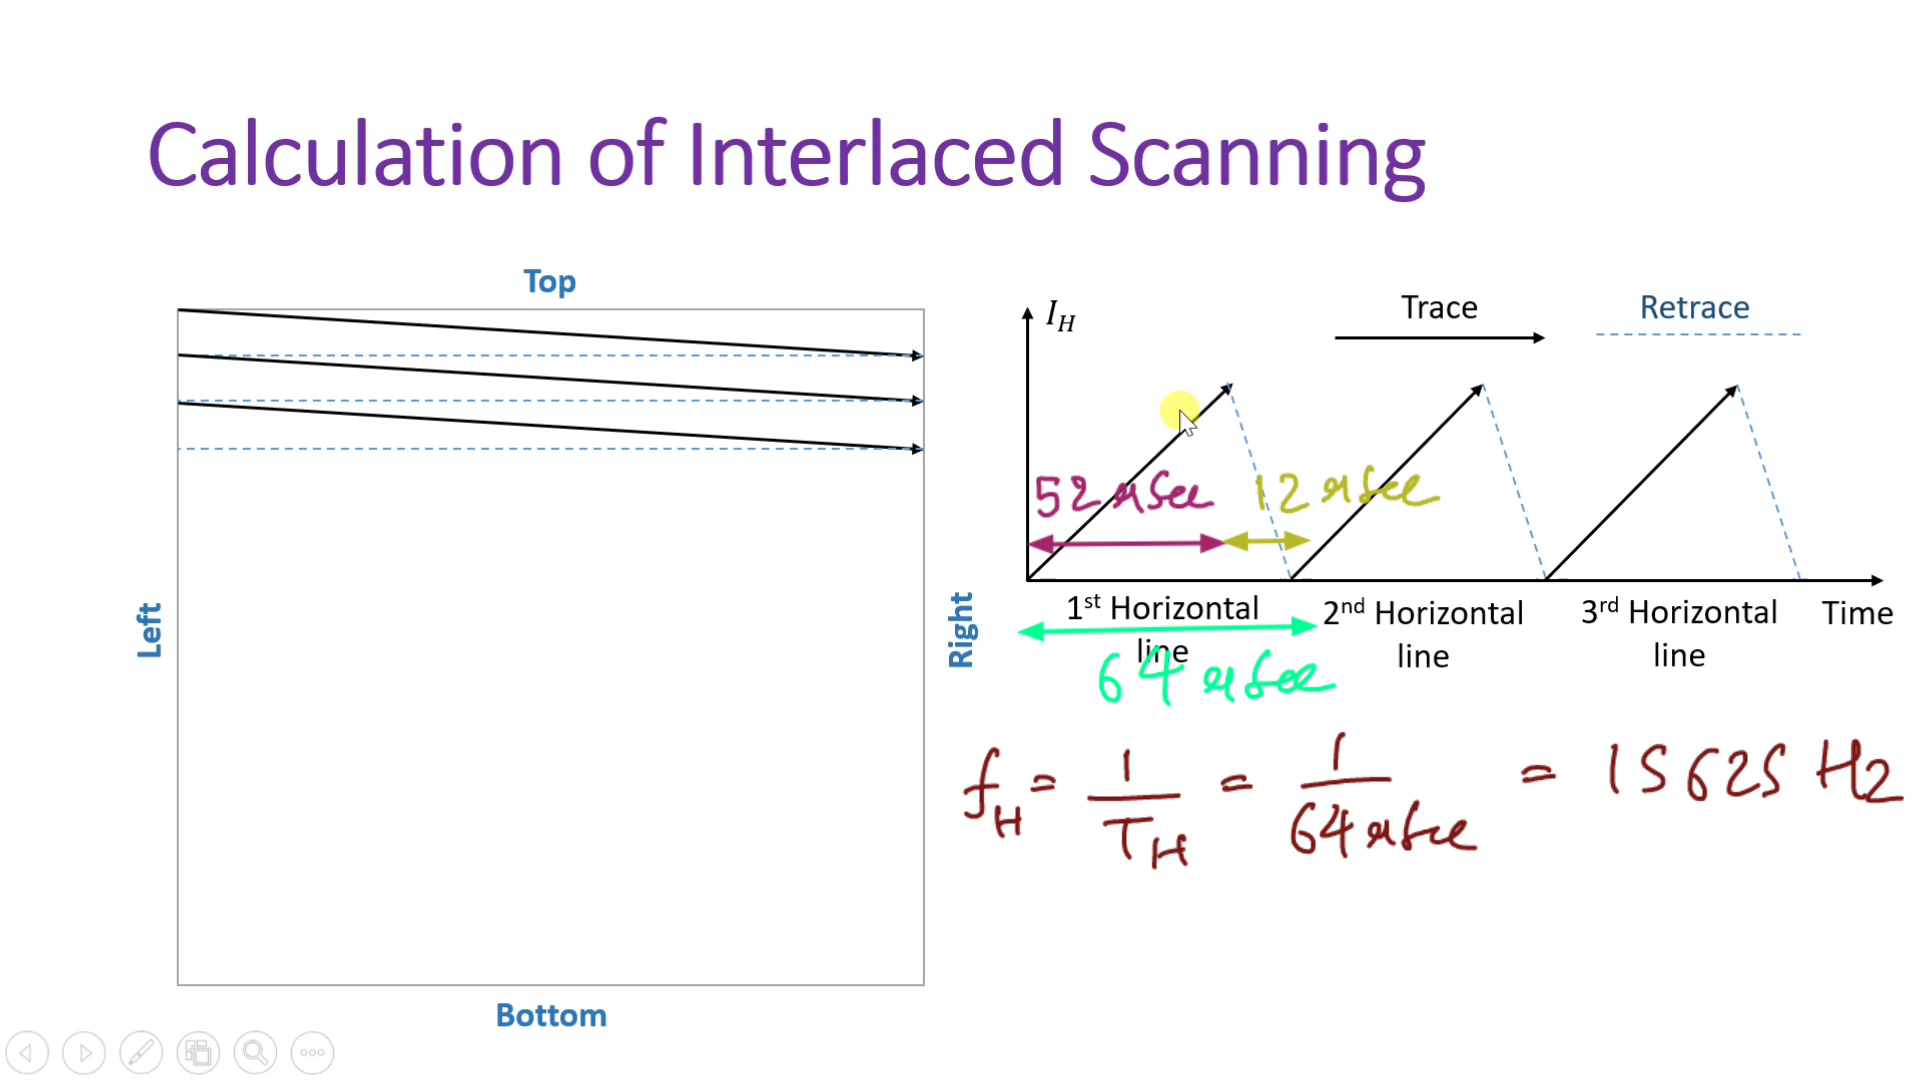 Calculation of Interlaced Scanning
Top
Left
Right
Bottom
I_H
Trace
Retrace
52 μsec
12 μsec
1st Horizontal line
2nd Horizontal line
3rd Horizontal line
Time
64 μsec
f_H = 1/T_H = 1/64 μsec = 15625 Hz